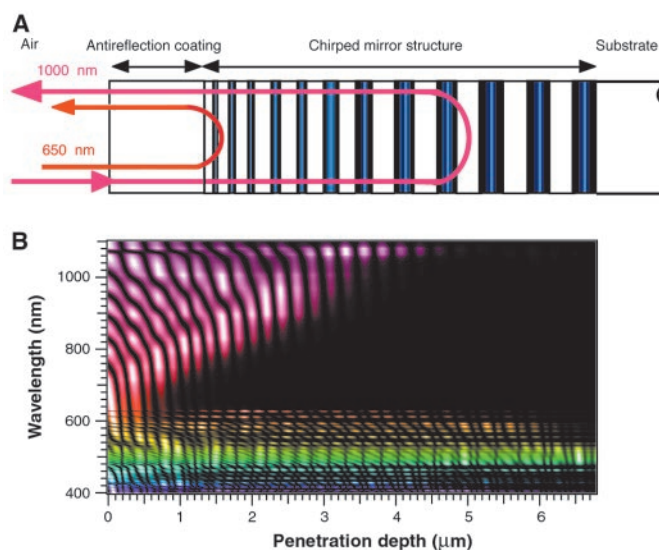 A
Air
Antireflection coating
Chirped mirror structure
Substrate
1000 nm
650 nm
B
Wavelength (nm)
1000
800
600
400
0 1 2 3 4 5 6
Penetration depth (μm)